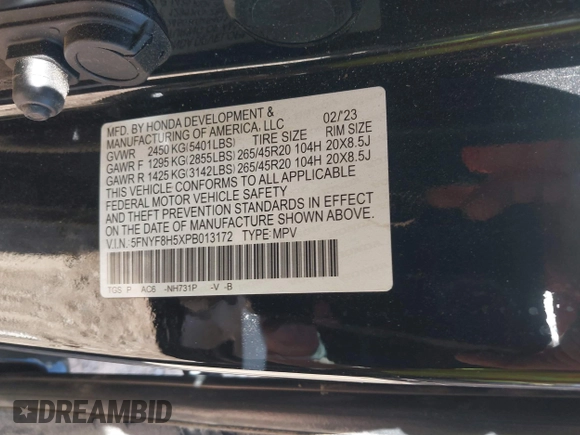 MFD. BY HONDA DEVELOPMENT & 02/'23
MANUFACTURING OF AMERICA, LLC
GVWR 2450 KG(5401LBS) TIRE SIZE RIM SIZE
GAWR F 1295 KG(2855LBS) 265/45R20 104H 20X8.5J
GAWR R 1425 KG(3142LBS) 265/45R20 104H 20X8.5J
THIS VEHICLE CONFORMS TO ALL APPLICABLE
FEDERAL MOTOR VEHICLE SAFETY
AND THEFT PREVENTION STANDARDS IN EFFECT ON
THE DATE OF MANUFACTURE SHOWN ABOVE.
V.I.N. 5FNYF8H5XPB013172 TYPE: MPV
TGS P AC6 -NH731P -V -B
DREAMBID